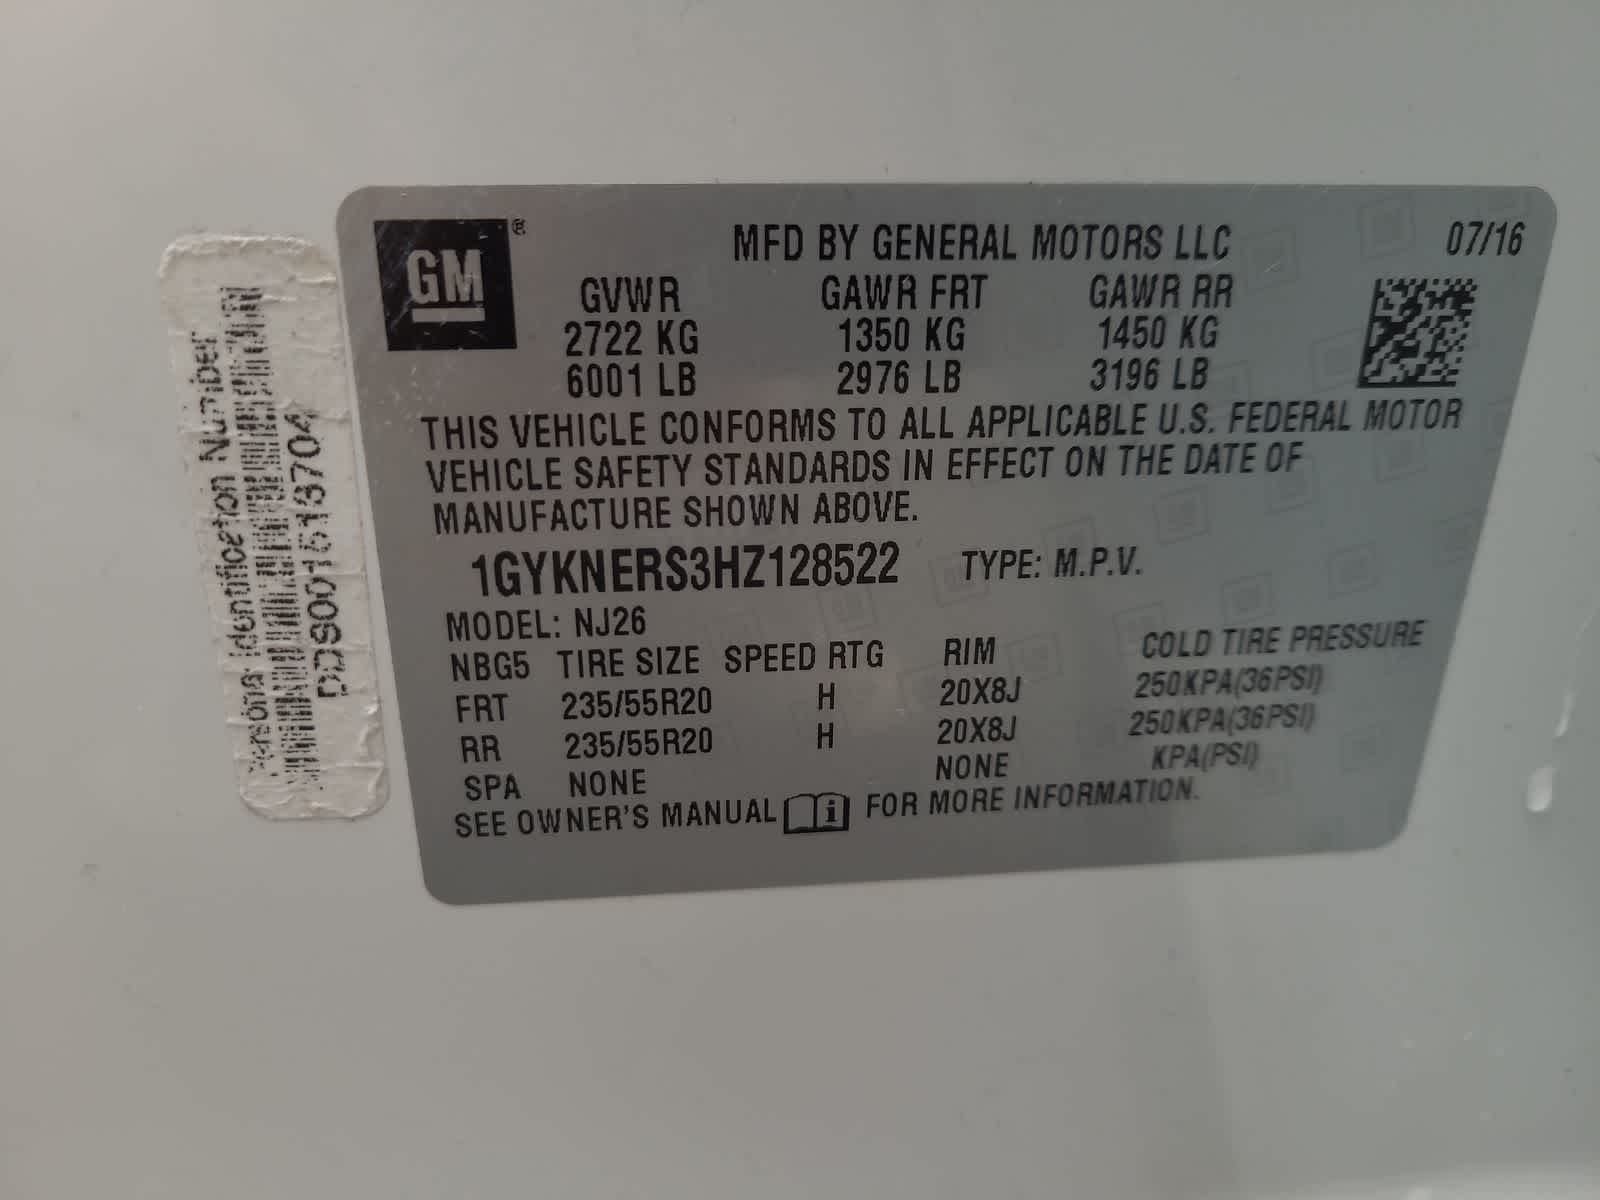 GM®
MFD BY GENERAL MOTORS LLC 07/16
GVWR GAWR FRT GAWR RR
2722 KG 1350 KG 1450 KG
6001 LB 2976 LB 3196 LB
THIS VEHICLE CONFORMS TO ALL APPLICABLE U.S. FEDERAL MOTOR
VEHICLE SAFETY STANDARDS IN EFFECT ON THE DATE OF
MANUFACTURE SHOWN ABOVE.
1GYKNERS3HZ128522 TYPE: M.P.V.
MODEL: NJ26
NBG5 TIRE SIZE SPEED RTG RIM COLD TIRE PRESSURE
FRT 235/55R20 H 20X8J 250KPA(36PSI)
RR 235/55R20 H 20X8J 250KPA(36PSI)
SPA NONE NONE KPA(PSI)
SEE OWNER'S MANUAL i FOR MORE INFORMATION.
Identification Number